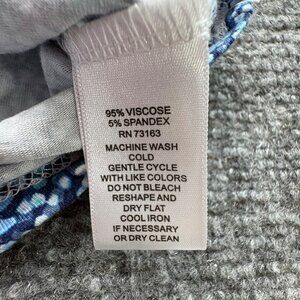 95% VISCOSE
5% SPANDEX
RN 73163
MACHINE WASH
COLD
GENTLE CYCLE
WITH LIKE COLORS
DO NOT BLEACH
RESHAPE AND
DRY FLAT
COOL IRON
IF NECESSARY
OR DRY CLEAN